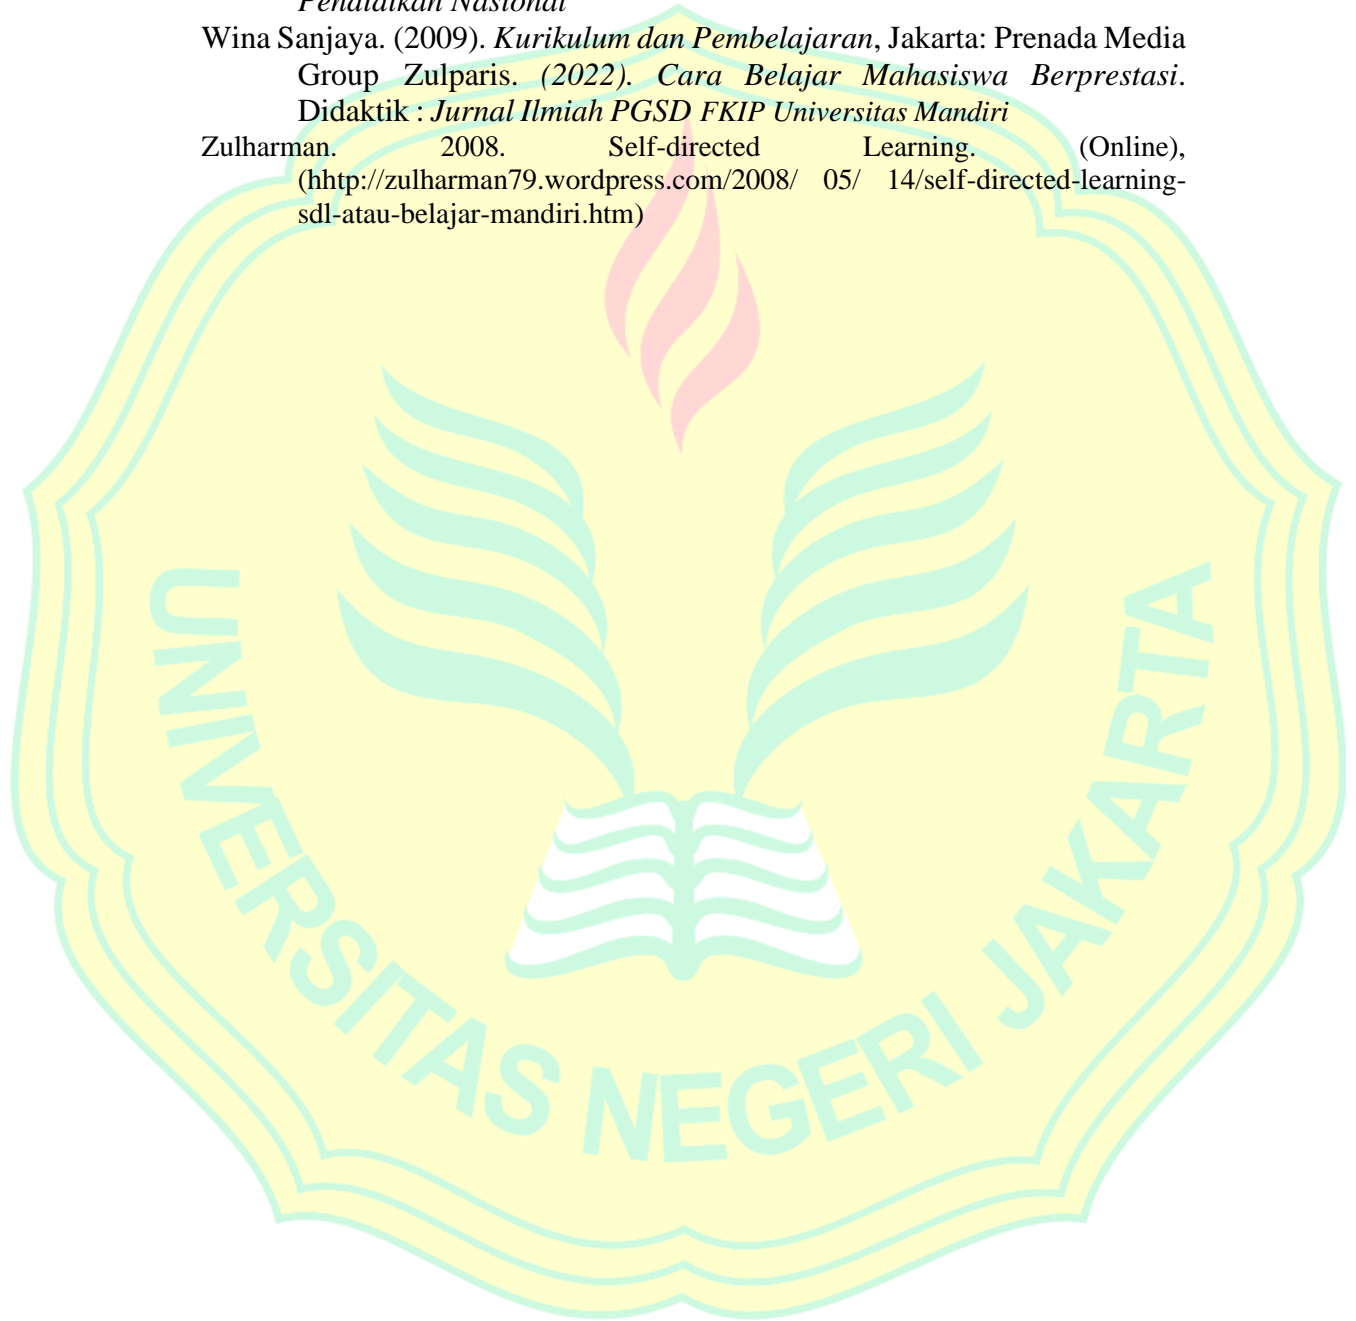 Pendidikan Nasional
Wina Sanjaya. (2009). Kurikulum dan Pembelajaran, Jakarta: Prenada Media
Group Zulparis. (2022). Cara Belajar Mahasiswa Berprestasi.
Didaktik : Jurnal Ilmiah PGSD FKIP Universitas Mandiri
Zulharman. 2008. Self-directed Learning. (Online),
(hhtp://zulharman79.wordpress.com/2008/ 05/ 14/self-directed-learning-
sdl-atau-belajar-mandiri.htm)
UNIVERSITAS NEGERI JAKARTA